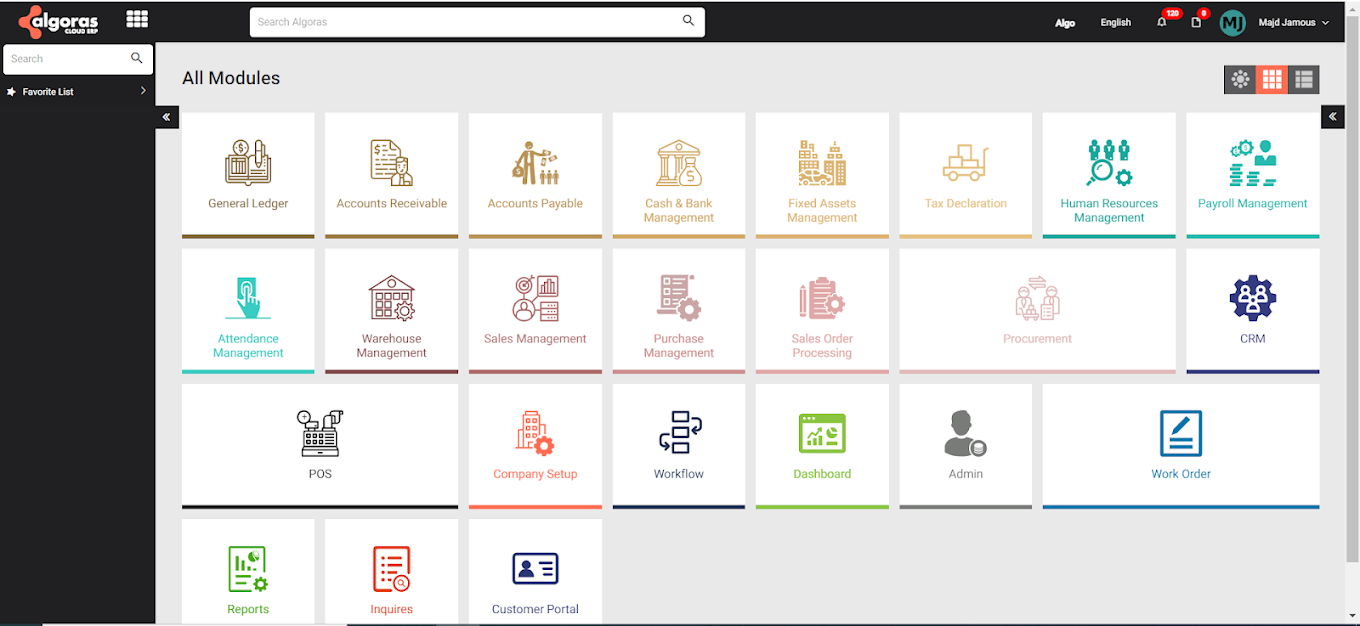 algoras
CLOUD ERP
Search Algoras
Algo
English
120
0
MJ
Majd Jamous
Search
Favorite List
All Modules
General Ledger
Accounts Receivable
Accounts Payable
Cash & Bank
Management
Fixed Assets
Management
Tax Declaration
Human Resources
Management
Payroll Management
Attendance
Management
Warehouse
Management
Sales Management
Purchase
Management
Sales Order
Processing
Procurement
CRM
POS
Company Setup
Workflow
Dashboard
Admin
Work Order
Reports
Inquires
Customer Portal